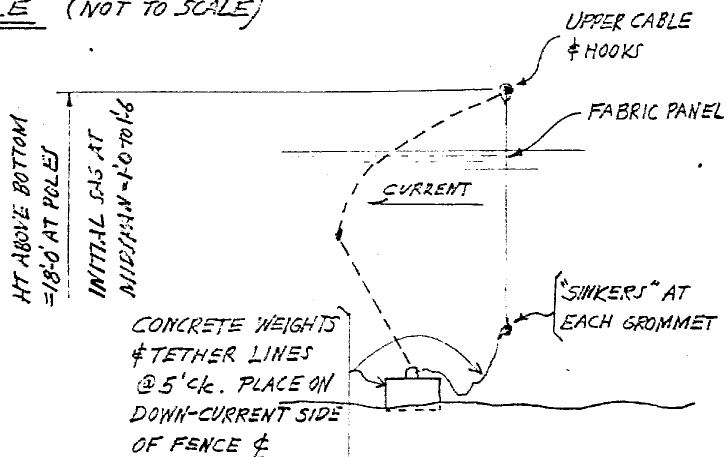 LE (NOT TO SCALE)
UPPER CABLE
¢ HOOKS
FABRIC PANEL
CURRENT
HT ABOVE BOTTOM
=18'-0" AT POLES
INITIAL SAG AT
MIDSPAN = 1'-0 TO 1'-6
"SINKERS" AT
EACH GROMMET
CONCRETE WEIGHTS
¢ TETHER LINES
@ 5' c/c. PLACE ON
DOWN-CURRENT SIDE
OF FENCE ¢